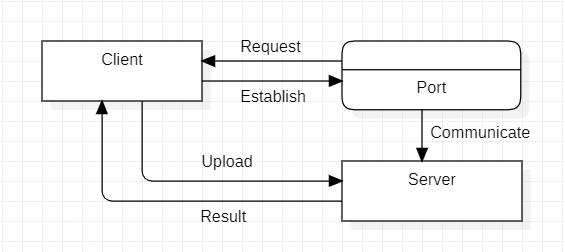 Request
Client
Port
Establish
Communicate
Upload
Server
Result